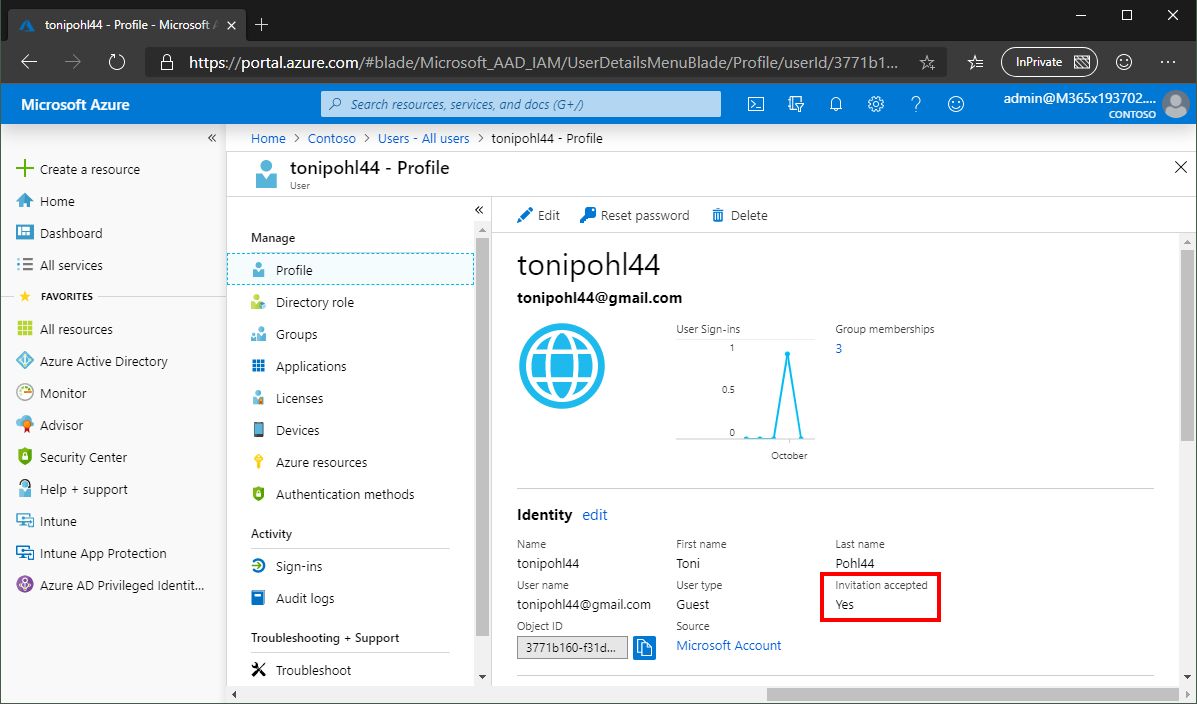 tonipohl44 - Profile - Microsoft A
https://portal.azure.com/#blade/Microsoft_AAD_IAM/UserDetailsMenuBlade/Profile/userId/3771b1...
InPrivate
Microsoft Azure
Search resources, services, and docs (G+/)
admin@M365x193702....
CONTOSO
Home > Contoso > Users - All users > tonipohl44 - Profile
Create a resource
Home
Dashboard
All services
FAVORITES
All resources
Azure Active Directory
Monitor
Advisor
Security Center
Help + support
Intune
Intune App Protection
Azure AD Privileged Identit...
tonipohl44 - Profile
User
Manage
Profile
Directory role
Groups
Applications
Licenses
Devices
Azure resources
Authentication methods
Activity
Sign-ins
Audit logs
Troubleshooting + Support
Troubleshoot
Edit Reset password Delete
tonipohl44
tonipohl44@gmail.com
User Sign-ins
1
0.5
0
October
Group memberships
3
Identity edit
Name First name Last name
tonipohl44 Toni Pohl44
User name User type Invitation accepted
tonipohl44@gmail.com Guest Yes
Object ID Source
3771b160-f31d... Microsoft Account